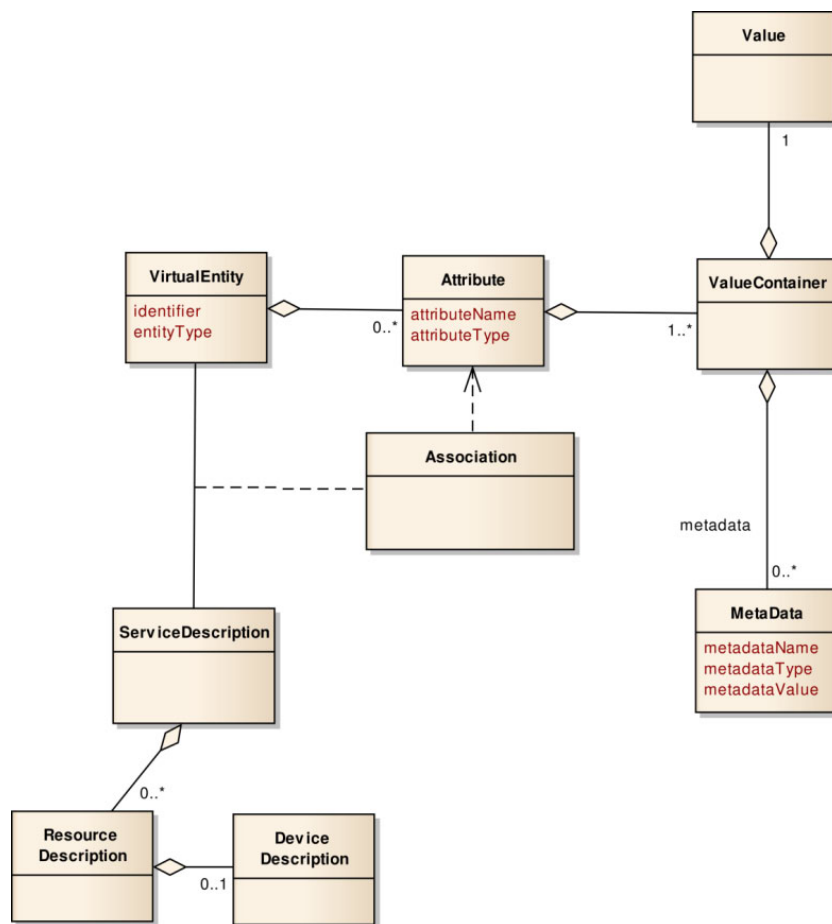 Value
1
VirtualEntity
identifier
entityType
0..*
Attribute
attributeName
attributeType
1..*
ValueContainer
Association
metadata
0..*
MetaData
metadataName
metadataType
metadataValue
ServiceDescription
0..*
Resource
Description
0..1
Device
Description